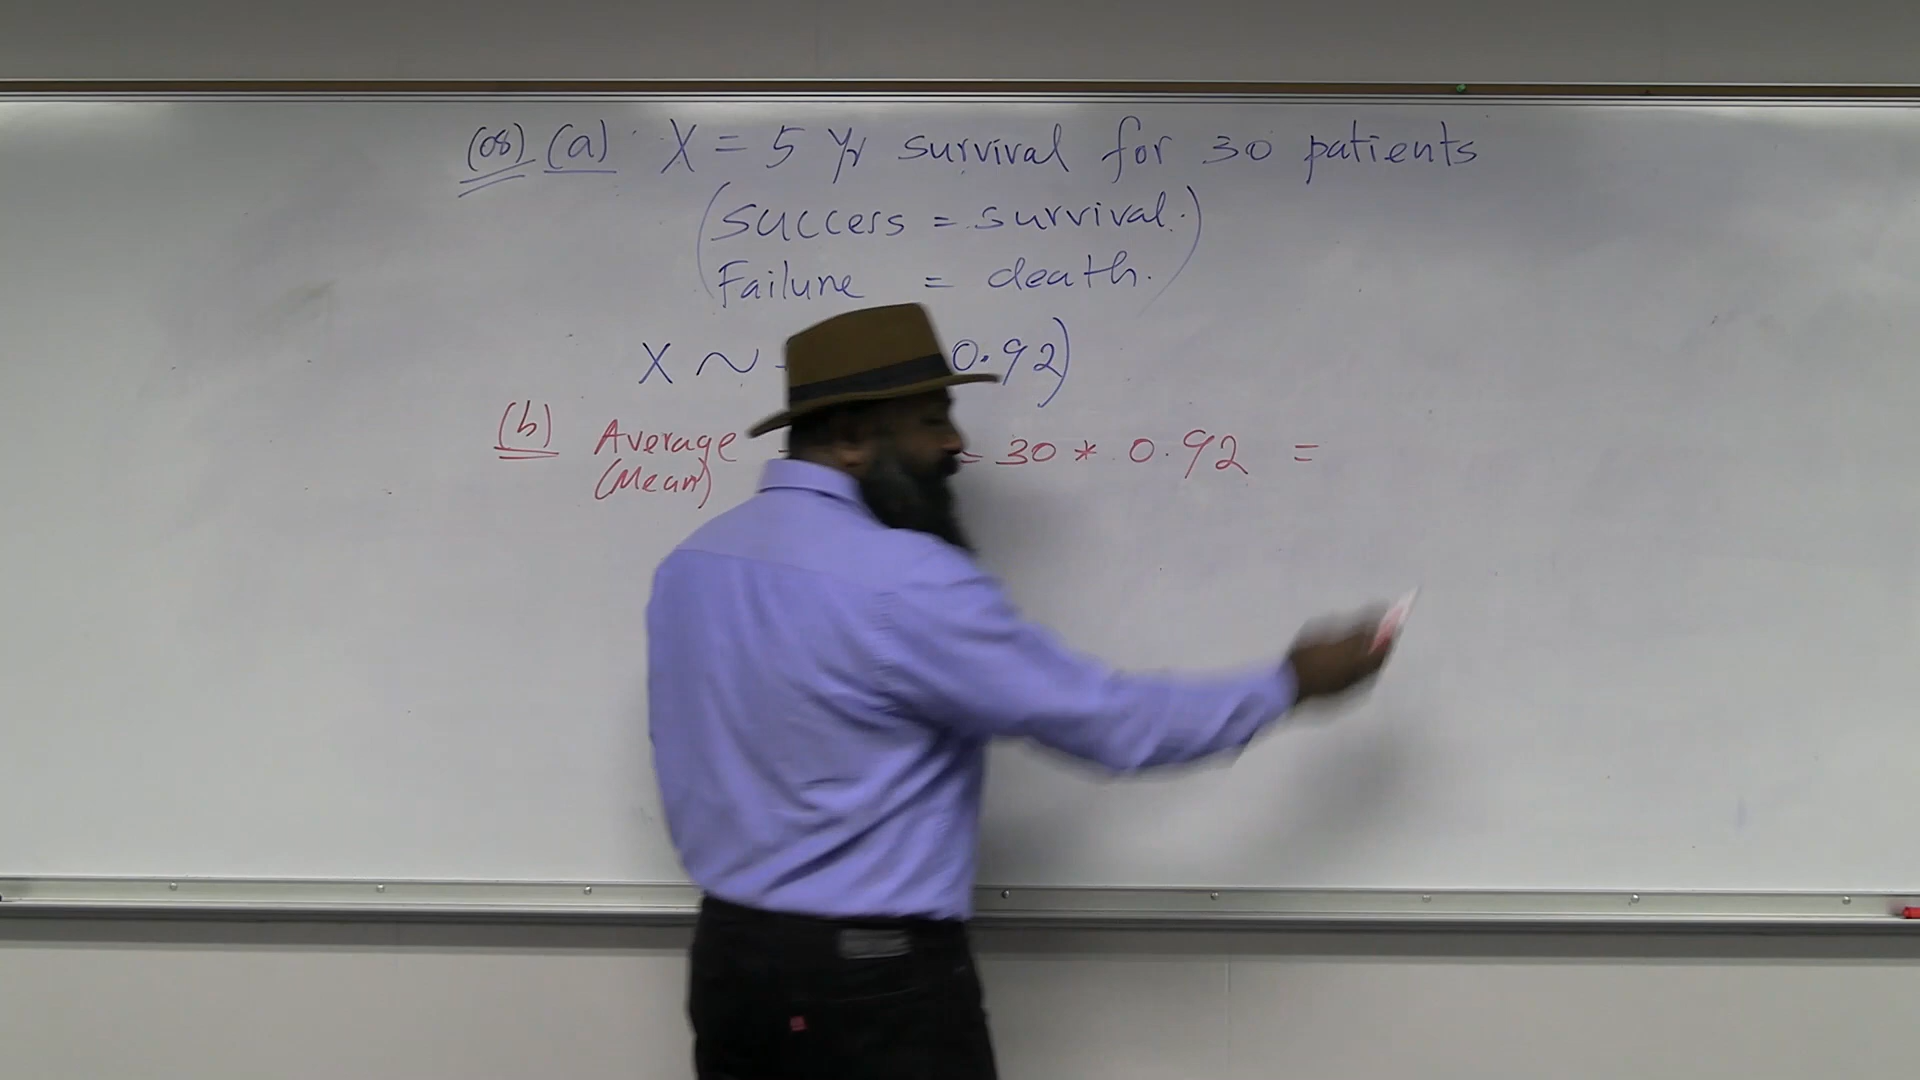 (08) (a) X = 5 Yr survival for 30 patients
(Success = survival.
Failure = death.)
X ~ 0.92)
(b) Average = 30 * 0.92 =
(Mean)